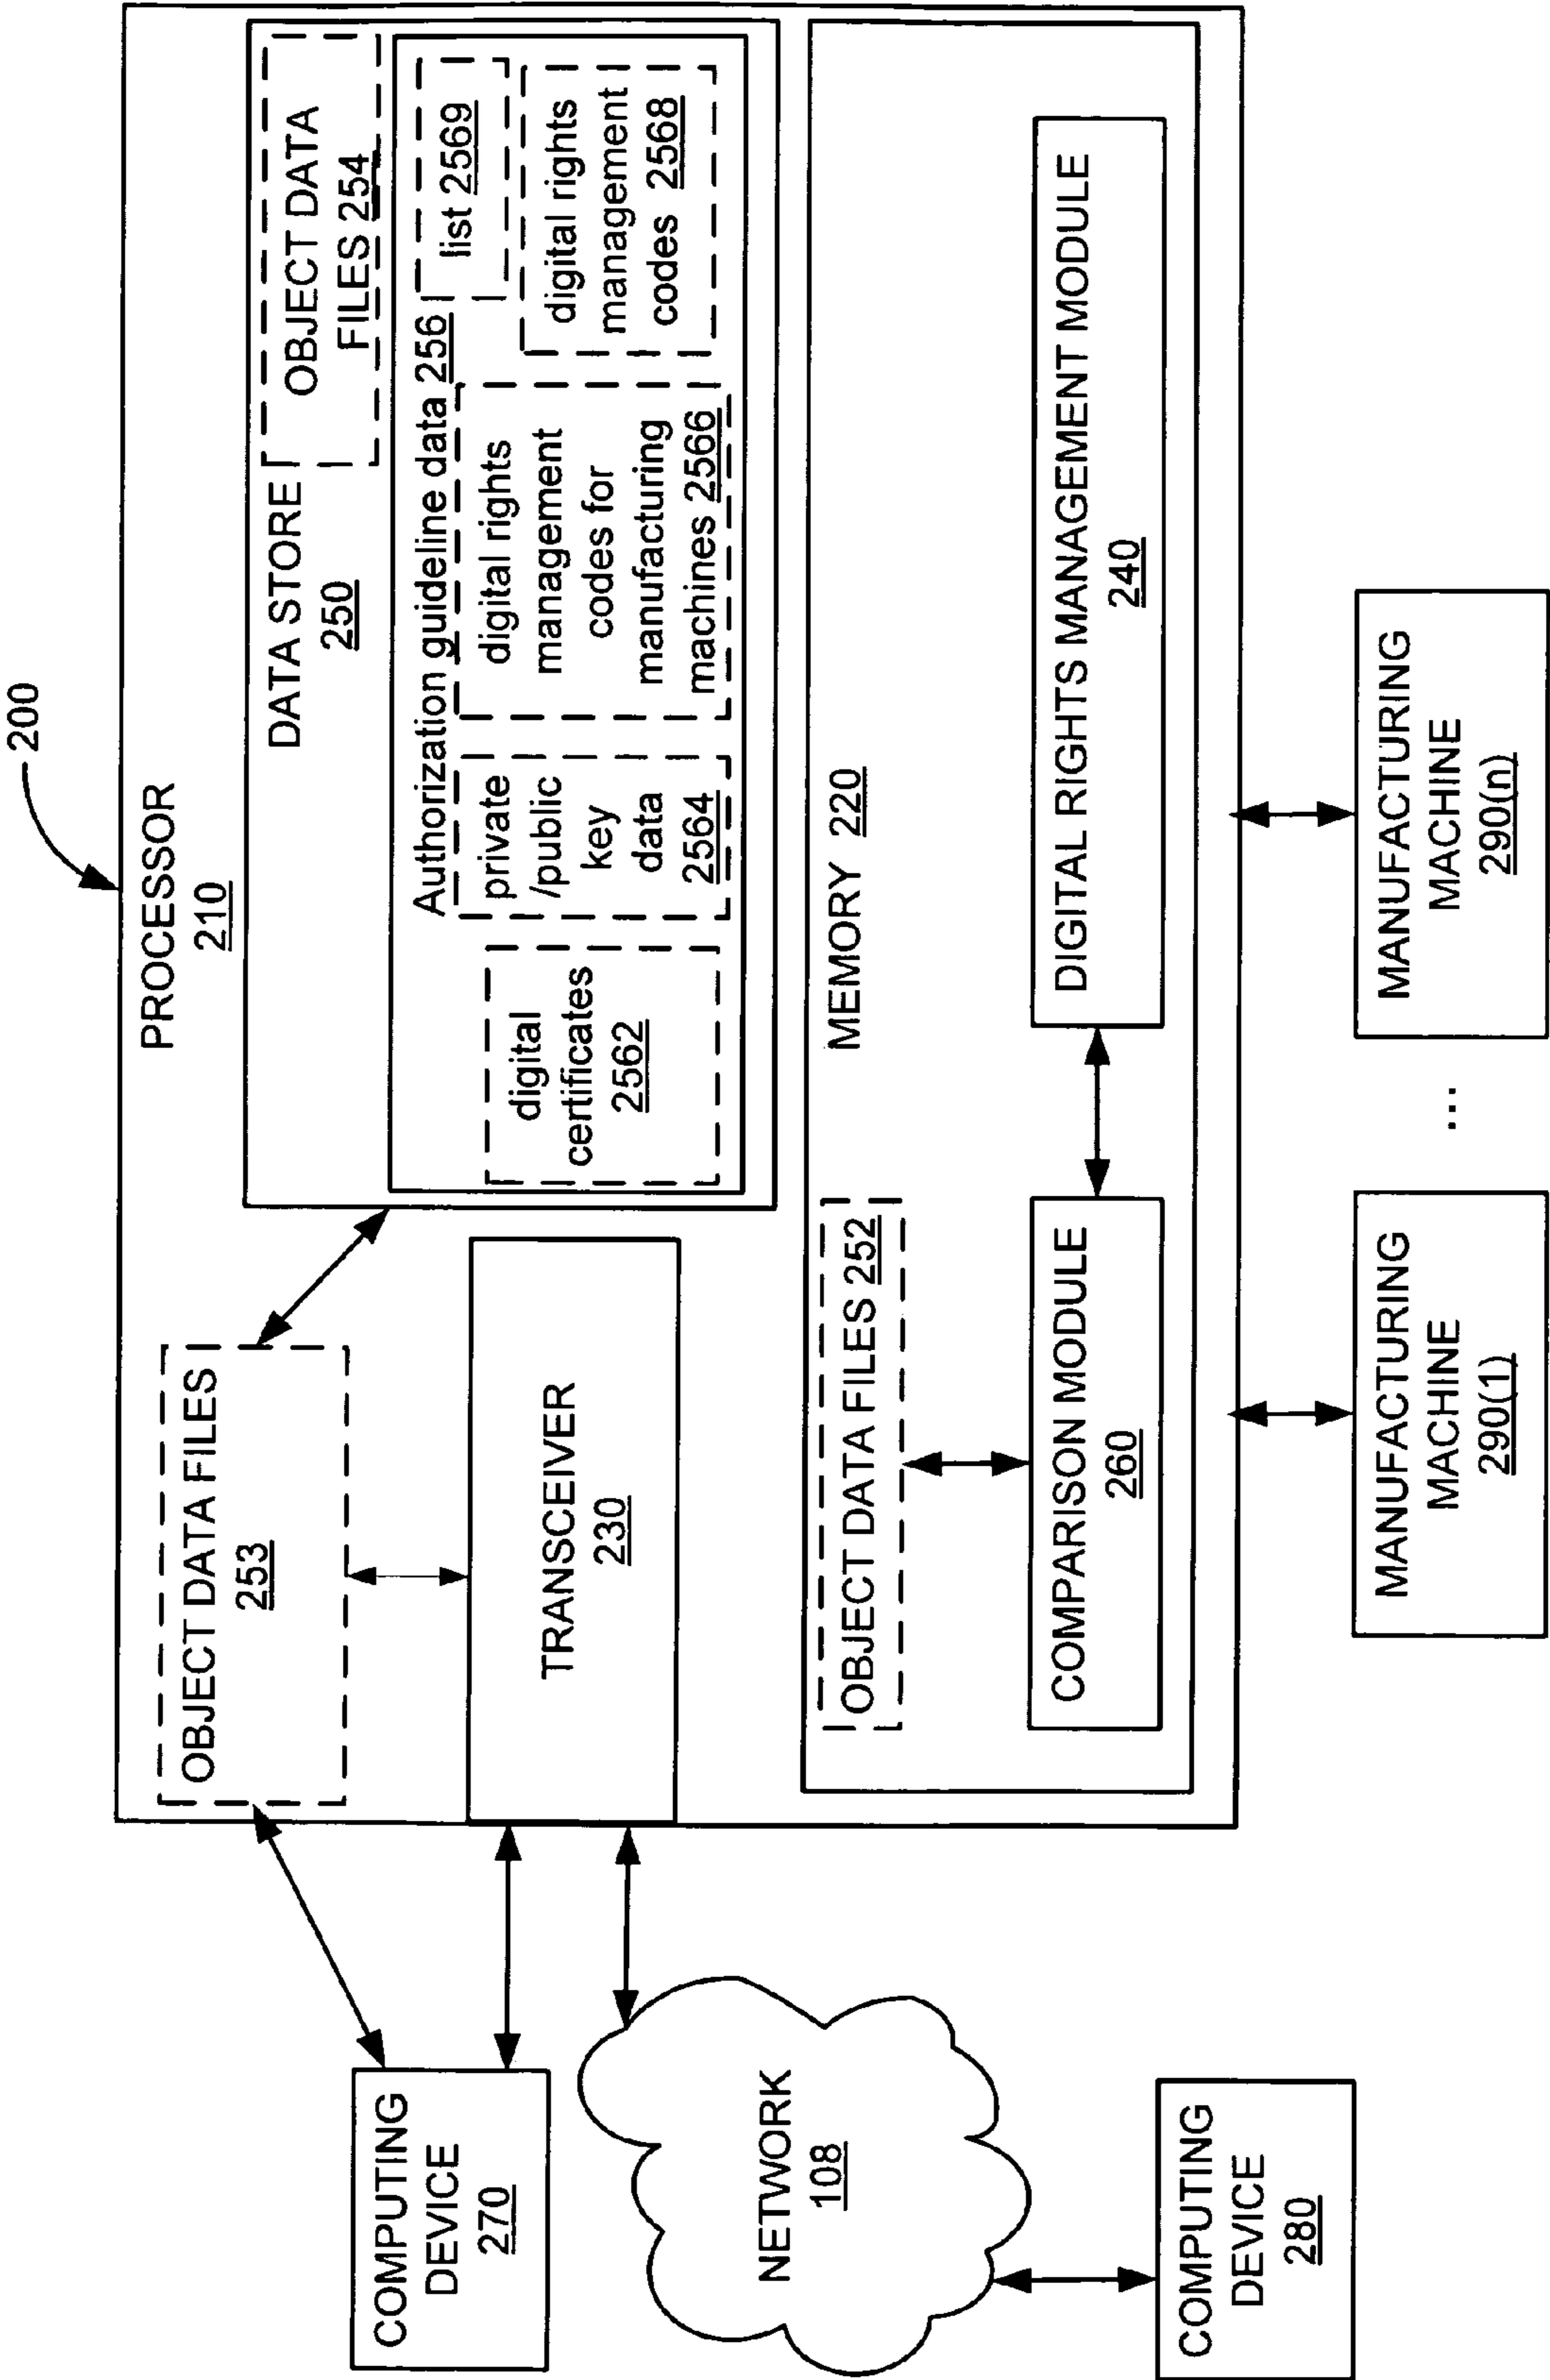 200
PROCESSOR
210
OBJECT DATA FILES
253
TRANSCEIVER
230
DATA STORE
250
OBJECT DATA
FILES 254
Authorization guideline data 256
list 2569
digital
certificates
2562
private
/public
key
data
2564
digital rights
management
codes for
manufacturing
machines 2566
digital rights
management
codes 2568
MEMORY 220
OBJECT DATA FILES 252
COMPARISON MODULE
260
DIGITAL RIGHTS MANAGEMENT MODULE
240
COMPUTING
DEVICE
270
NETWORK
108
COMPUTING
DEVICE
280
MANUFACTURING
MACHINE
290(1)
...
MANUFACTURING
MACHINE
290(n)